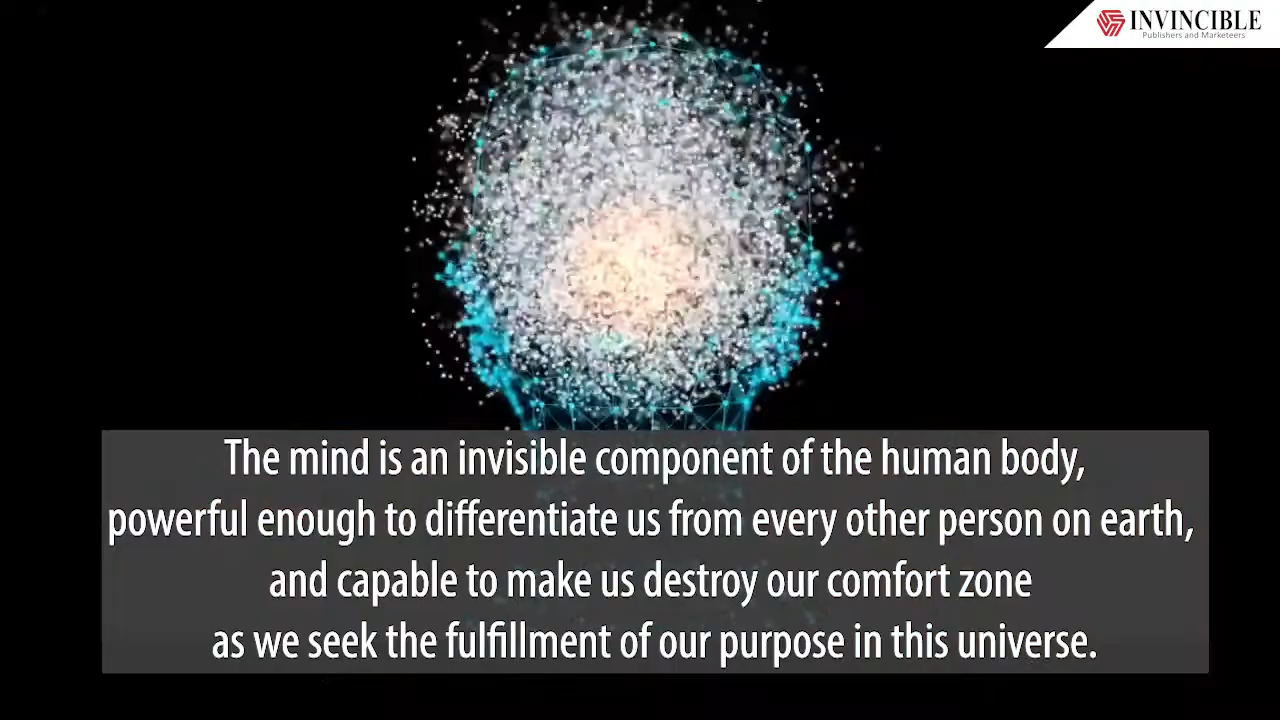 INVINCIBLE
Publishers and Marketeers
The mind is an invisible component of the human body,
powerful enough to differentiate us from every other person on earth,
and capable to make us destroy our comfort zone
as we seek the fulfillment of our purpose in this universe.